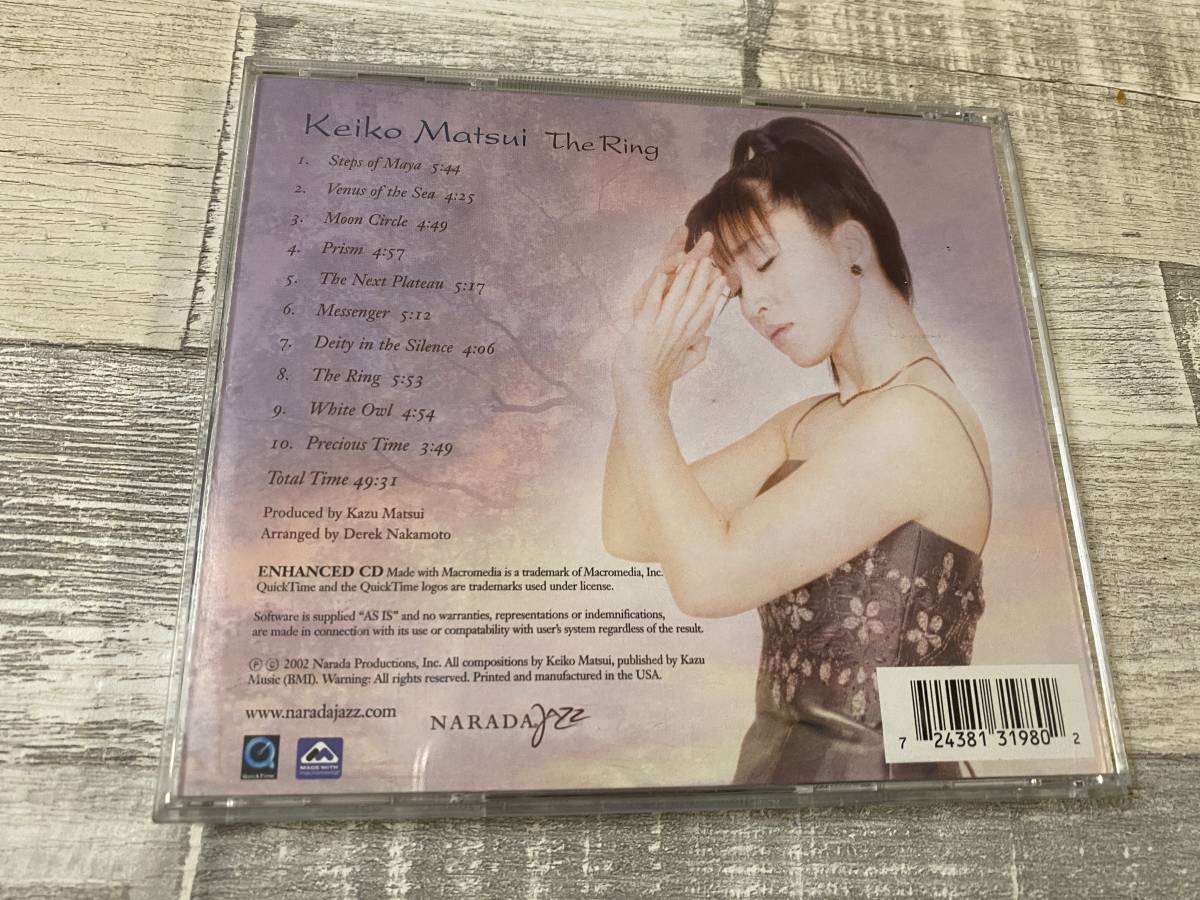 Keiko Matsui The Ring
1. Steps of Maya 5:44
2. Venus of the Sea 4:25
3. Moon Circle 4:49
4. Prism 4:57
5. The Next Plateau 5:17
6. Messenger 5:12
7. Deity in the Silence 4:06
8. The Ring 5:53
9. White Owl 4:54
10. Precious Time 3:49
Total Time 49:31
Produced by Kazu Matsui
Arranged by Derek Nakamoto
ENHANCED CD Made with Macromedia is a trademark of Macromedia, Inc.
QuickTime and the QuickTime logos are trademarks used under license.
Software is supplied "AS IS" and no warranties, representations or indemnifications,
are made in connection with its use or compatability with user's system regardless of the result.
℗ © 2002 Narada Productions, Inc. All compositions by Keiko Matsui, published by Kazu
Music (BMI). Warning: All rights reserved. Printed and manufactured in the USA.
www.naradajazz.com
NARADA Jazz
QuickTime
MADE WITH
macromedia
7 24381 31980 2